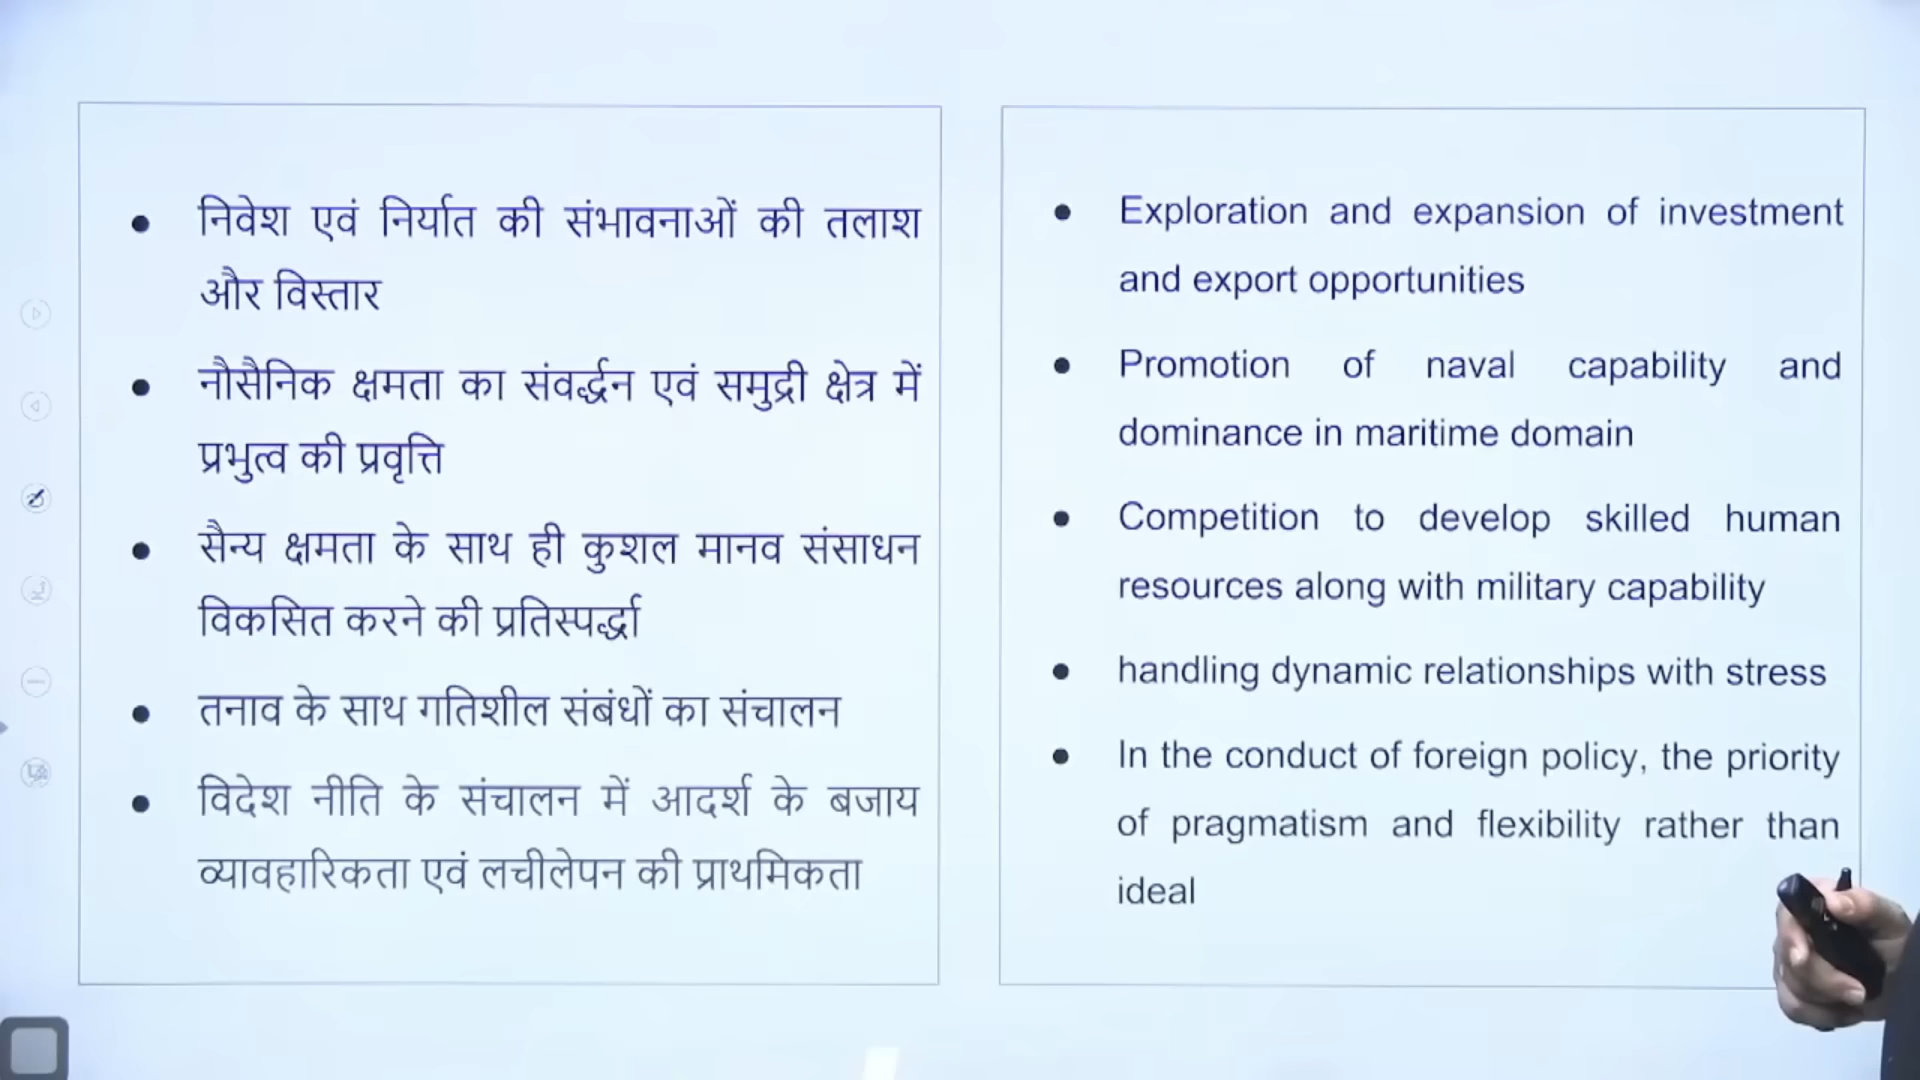 निवेश एवं निर्यात की संभावनाओं की तलाश
और विस्तार
नौसैनिक क्षमता का संवर्द्धन एवं समुद्री क्षेत्र में
प्रभुत्व की प्रवृत्ति
सैन्य क्षमता के साथ ही कुशल मानव संसाधन
विकसित करने की प्रतिस्पर्द्धा
तनाव के साथ गतिशील संबंधों का संचालन
विदेश नीति के संचालन में आदर्श के बजाय
व्यावहारिकता एवं लचीलेपन की प्राथमिकता
Exploration and expansion of investment
and export opportunities
Promotion of naval capability and
dominance in maritime domain
Competition to develop skilled human
resources along with military capability
handling dynamic relationships with stress
In the conduct of foreign policy, the priority
of pragmatism and flexibility rather than
ideal